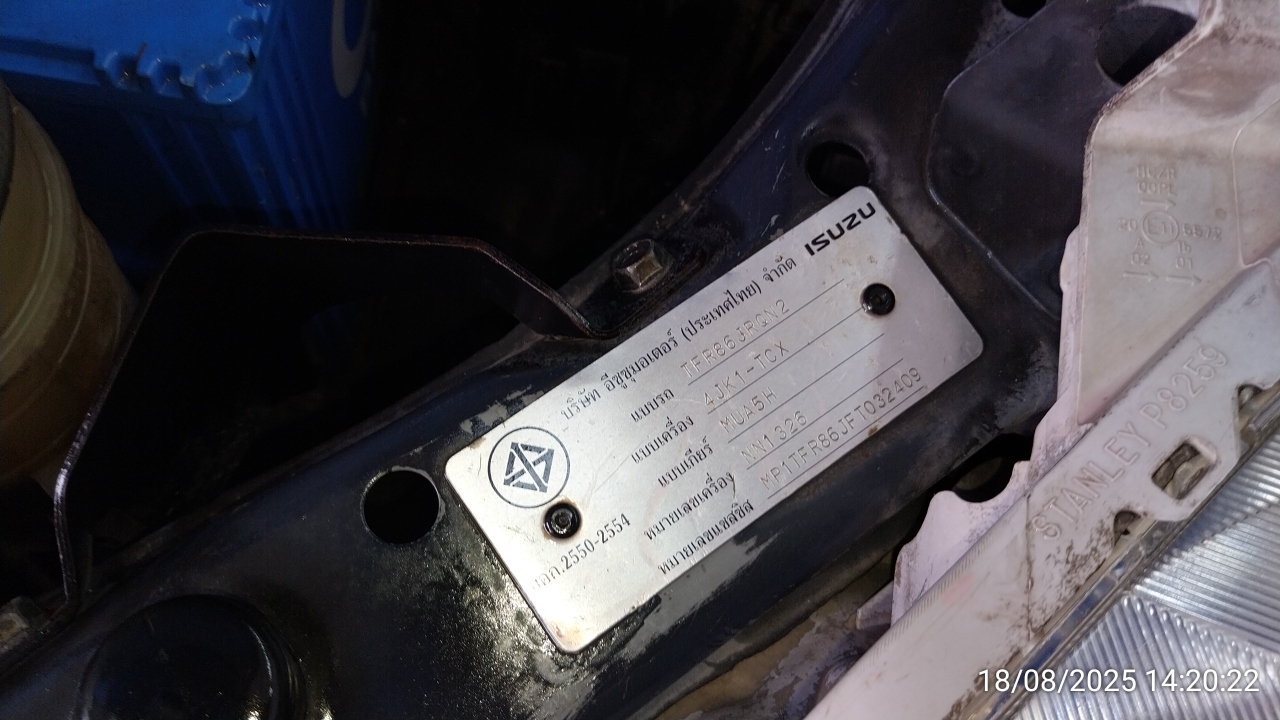 ISUZU
บริษัท อีซูซุมอเตอร์ (ประเทศไทย) จำกัด
แบบรถ TFR86JRGN2
แบบเครื่อง 4JK1-TCX
แบบเกียร์ MUA5H
หมายเลขเครื่อง NN1326
หมายเลขแชสซิส MP1TFR86JFT032409
มอก.2550-2554
STANLEY P8259
18/08/2025 14:20:22